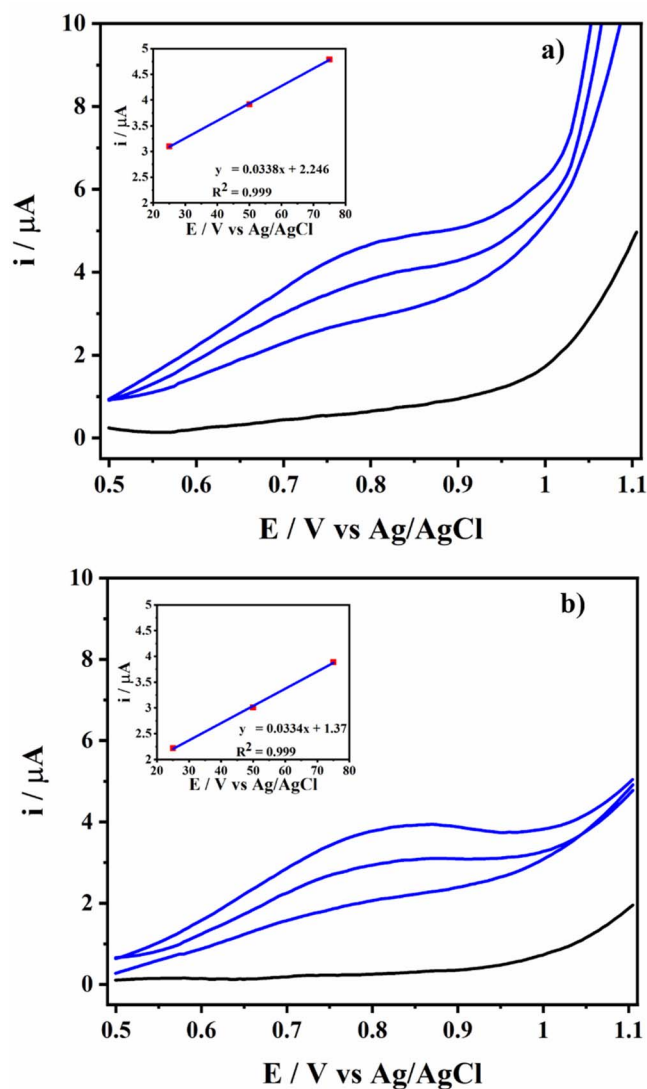 a)
10
8
6
4
2
0
i / μA
0.5 0.6 0.7 0.8 0.9 1 1.1
E / V vs Ag/AgCl
5
4.5
4
3.5
3
2.5
2
i / μA
y = 0.0338x + 2.246
R² = 0.999
20 30 40 50 60 70 80
E / V vs Ag/AgCl
b)
10
8
6
4
2
0
i / μA
0.5 0.6 0.7 0.8 0.9 1 1.1
E / V vs Ag/AgCl
5
4.5
4
3.5
3
2.5
2
i / μA
y = 0.0334x + 1.37
R² = 0.999
20 30 40 50 60 70 80
E / V vs Ag/AgCl